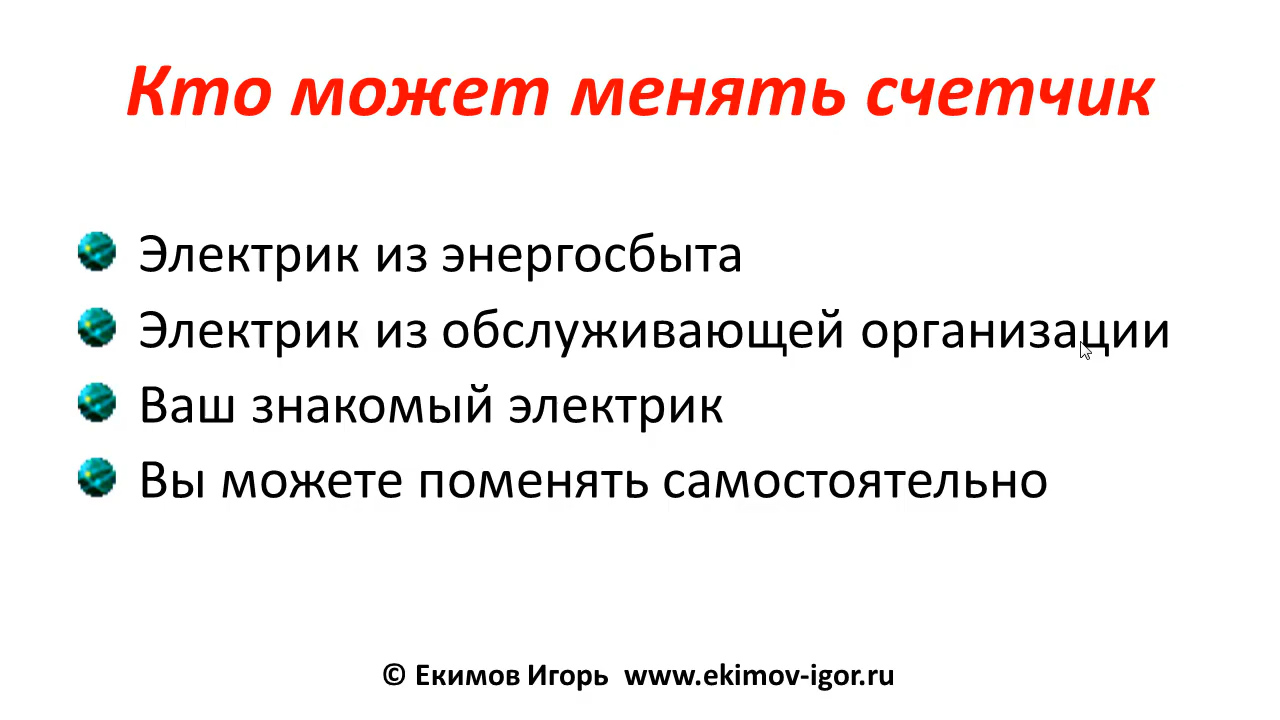 Кто может менять счетчик
Электрик из энергосбыта
Электрик из обслуживающей организации
Ваш знакомый электрик
Вы можете поменять самостоятельно
© Екимов Игорь www.ekimov-igor.ru